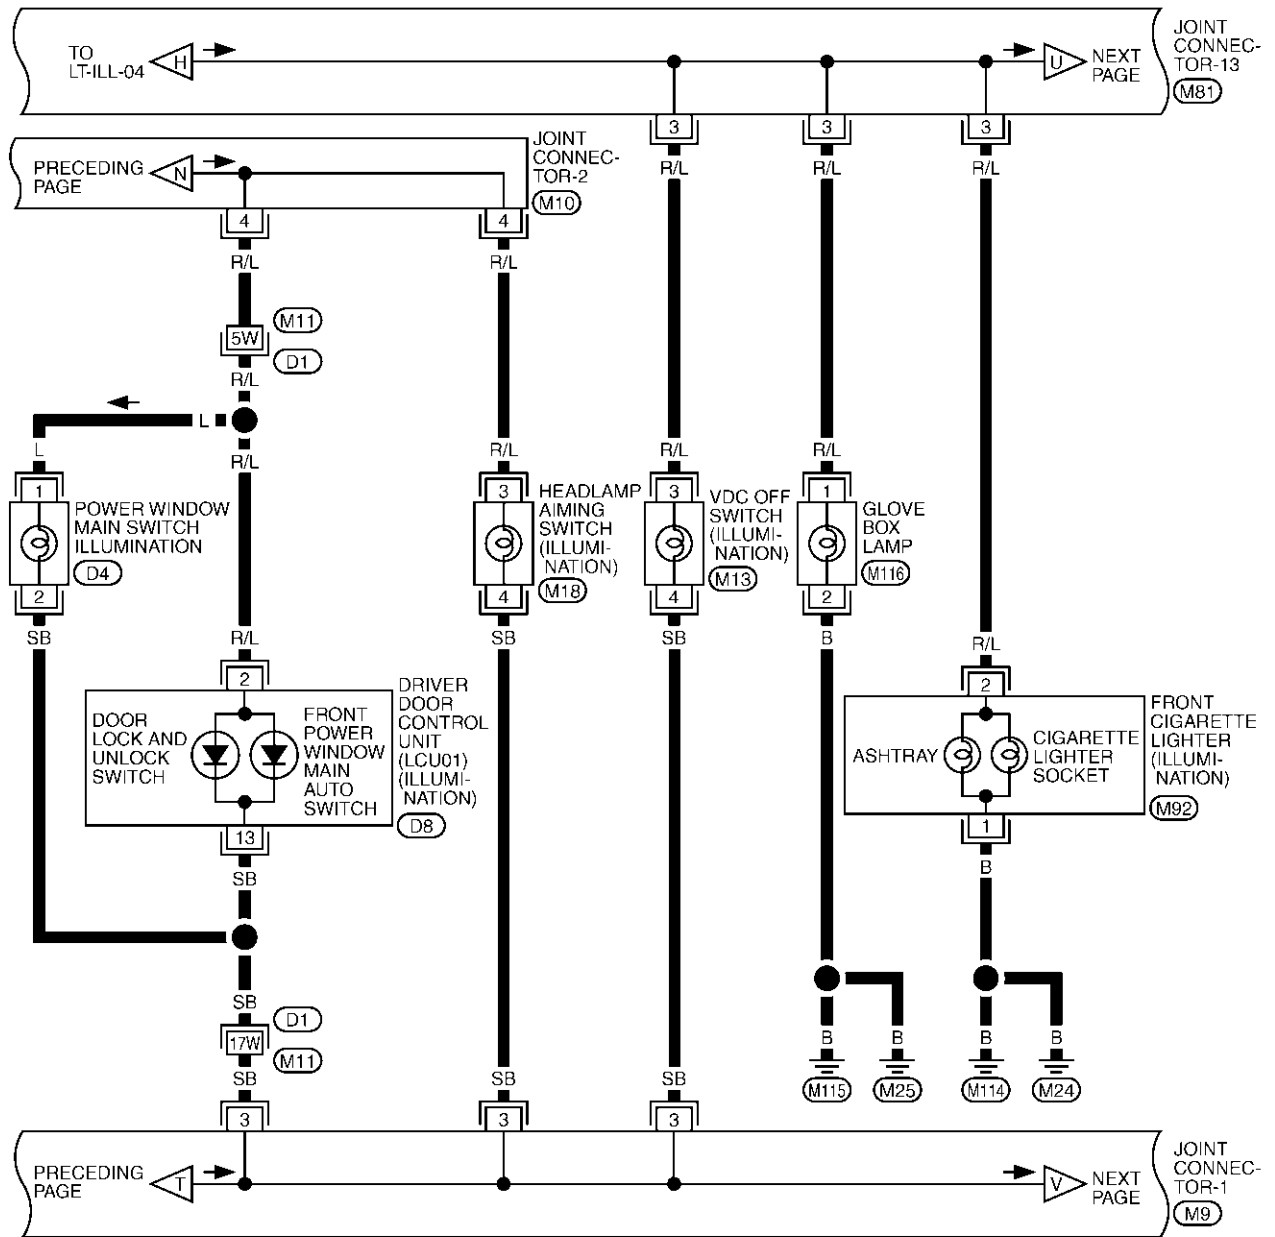 TO
LT-ILL-04
H
U
NEXT
PAGE
JOINT
CONNEC-
TOR-13
M81
3
3
3
R/L
R/L
R/L
PRECEDING
PAGE
N
JOINT
CONNEC-
TOR-2
M10
4
4
R/L
R/L
M11
5W
D1
R/L
L
L
R/L
R/L
R/L
R/L
1
POWER WINDOW
MAIN SWITCH
ILLUMINATION
D4
2
SB
3
HEADLAMP
AIMING
SWITCH
(ILLUMI-
NATION)
M18
4
SB
3
VDC OFF
SWITCH
(ILLUMI-
NATION)
M13
4
SB
1
GLOVE
BOX
LAMP
M116
2
B
R/L
R/L
2
DOOR
LOCK AND
UNLOCK
SWITCH
FRONT
POWER
WINDOW
MAIN
AUTO
SWITCH
DRIVER
DOOR
CONTROL
UNIT
(LCU01)
(ILLUMI-
NATION)
D8
13
SB
2
ASHTRAY
CIGARETTE
LIGHTER
SOCKET
FRONT
CIGARETTE
LIGHTER
(ILLUMI-
NATION)
M92
1
B
SB
D1
17W
M11
SB
SB
SB
B
B
B
B
M115
M25
M114
M24
3
3
3
PRECEDING
PAGE
T
V
NEXT
PAGE
JOINT
CONNEC-
TOR-1
M9